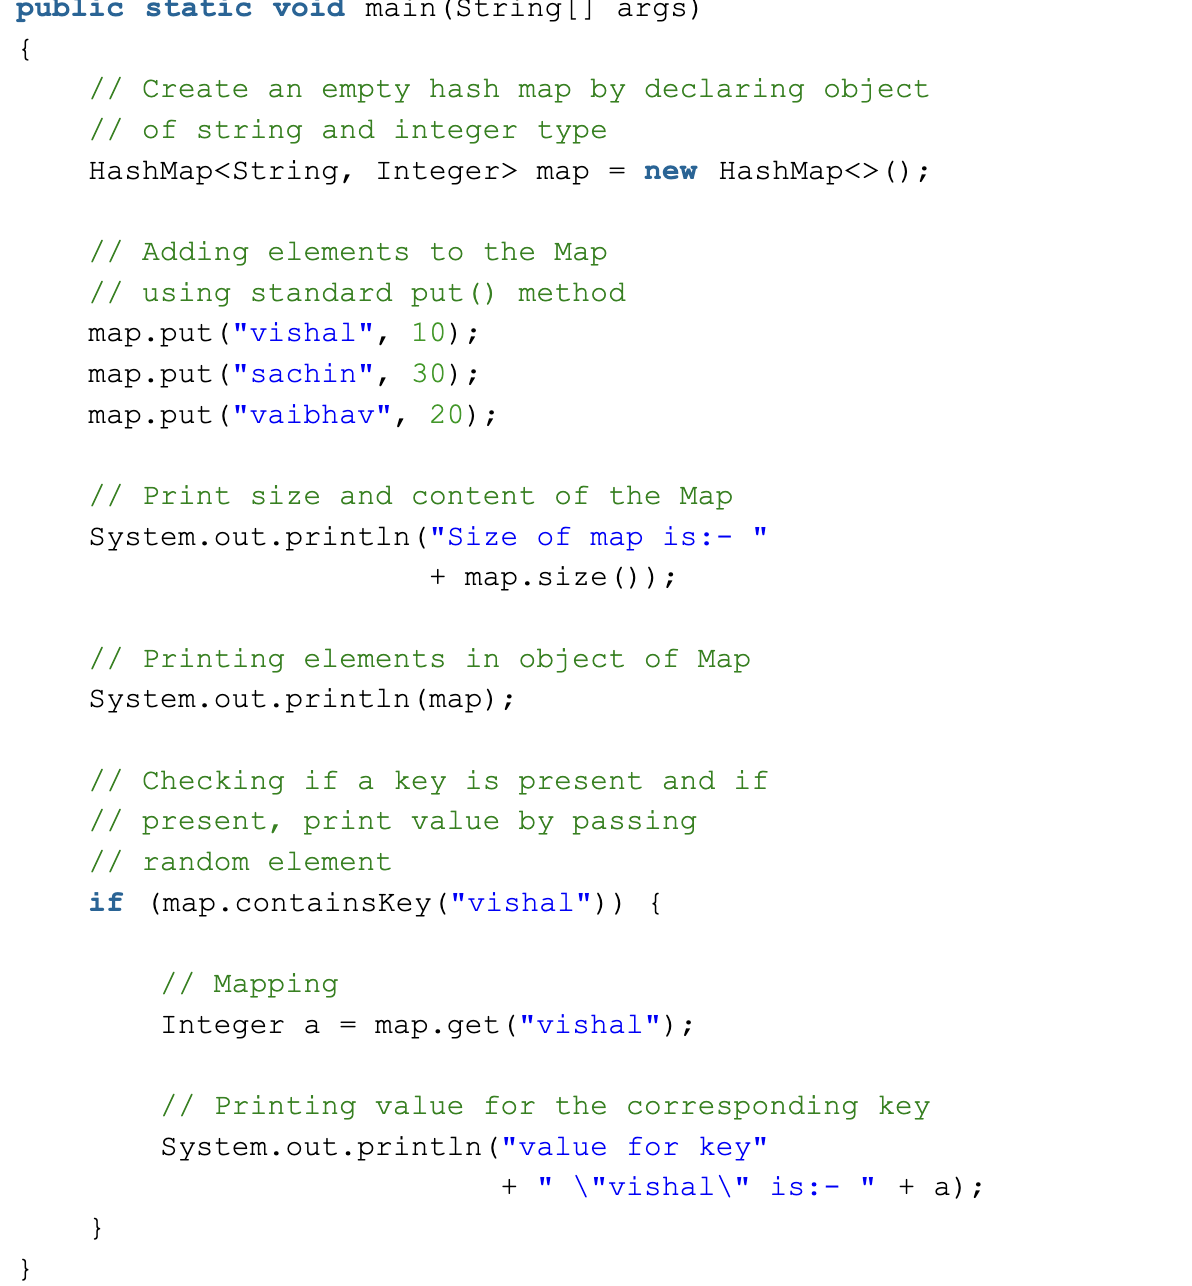 public static void main(String[] args)
{
// Create an empty hash map by declaring object
// of string and integer type
HashMap<String, Integer> map = new HashMap<>();
// Adding elements to the Map
// using standard put() method
map.put("vishal", 10);
map.put("sachin", 30);
map.put("vaibhav", 20);
// Print size and content of the Map
System.out.println("Size of map is:- "
+ map.size());
// Printing elements in object of Map
System.out.println(map);
// Checking if a key is present and if
// present, print value by passing
// random element
if (map.containsKey("vishal")) {
// Mapping
Integer a = map.get("vishal");
// Printing value for the corresponding key
System.out.println("value for key"
+ " \"vishal\" is:- " + a);
}
}